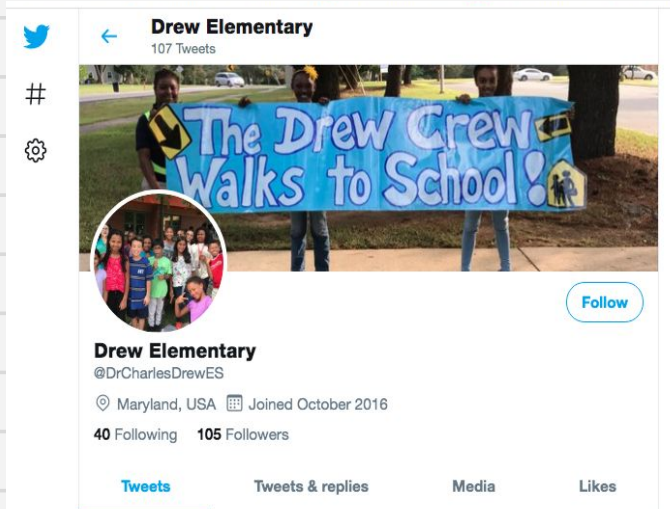 Drew Elementary
107 Tweets
The Drew Crew
Walks to School!
Follow
Drew Elementary
@DrCharlesDrewES
Maryland, USA Joined October 2016
40 Following 105 Followers
Tweets Tweets & replies Media Likes